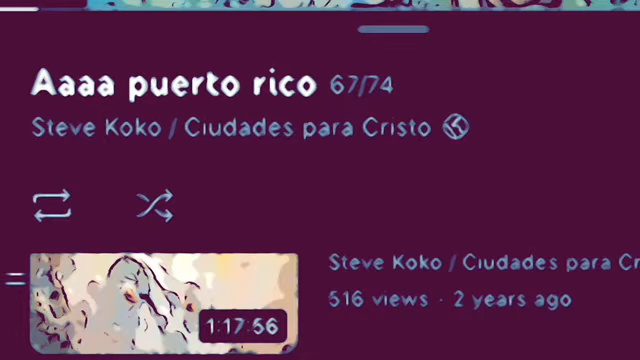 Aaaa puerto rico 67/74
Steve Koko / Ciudades para Cristo
Steve Koko / Ciudades para Cr
516 views · 2 years ago
1:17:56